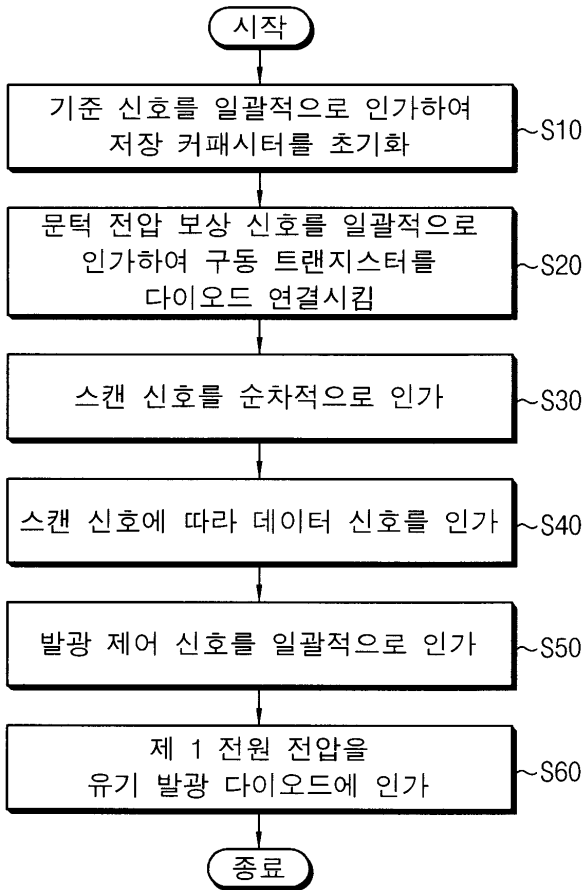 시작
기준 신호를 일괄적으로 인가하여
저장 커패시터를 초기화
~S10
문턱 전압 보상 신호를 일괄적으로
인가하여 구동 트랜지스터를
다이오드 연결시킴
~S20
스캔 신호를 순차적으로 인가
~S30
스캔 신호에 따라 데이터 신호를 인가
~S40
발광 제어 신호를 일괄적으로 인가
~S50
제 1 전원 전압을
유기 발광 다이오드에 인가
~S60
종료